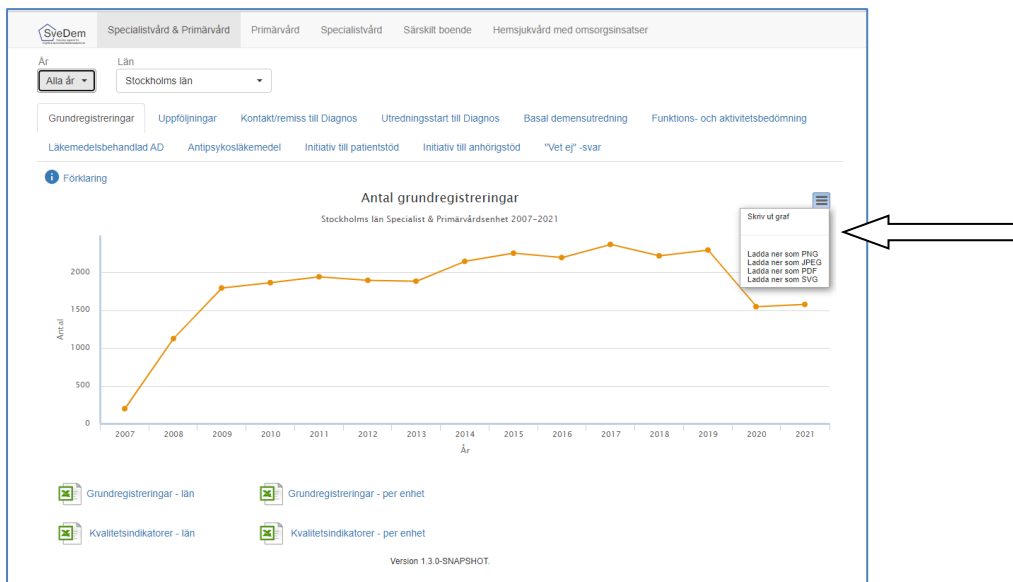 SveDem
Specialistvård & Primärvård Primärvård Specialistvård Särskilt boende Hemsjukvård med omsorgsinsatser
År Län
Alla år Stockholms län
Grundregistreringar Uppföljningar Kontakt/remiss till Diagnos Utredningsstart till Diagnos Basal demensutredning Funktions- och aktivitetsbedömning
Läkemedelsbehandlad AD Antipsykosläkemedel Initiativ till patientstöd Initiativ till anhörigstöd "Vet ej" -svar
Förklaring
Antal grundregistreringar
Stockholms län Specialist & Primärvårdsenhet 2007-2021
Skriv ut graf
Ladda ner som PNG
Ladda ner som JPEG
Ladda ner som PDF
Ladda ner som SVG
Antal
2000
1500
1000
500
0
2007 2008 2009 2010 2011 2012 2013 2014 2015 2016 2017 2018 2019 2020 2021
År
Grundregistreringar - län Grundregistreringar - per enhet
Kvalitetsindikatorer - län Kvalitetsindikatorer - per enhet
Version 1.3.0-SNAPSHOT.